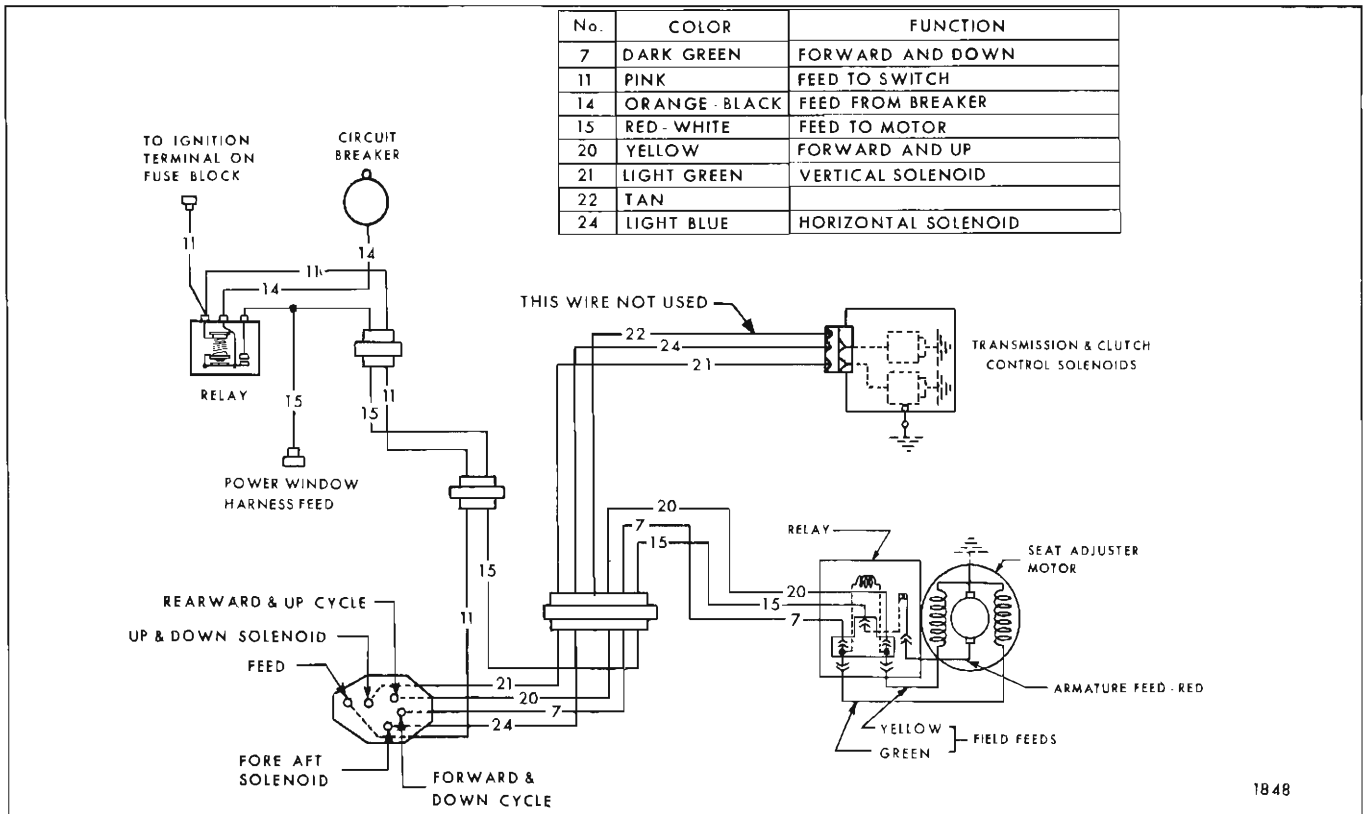 No. COLOR FUNCTION
7 DARK GREEN FORWARD AND DOWN
11 PINK FEED TO SWITCH
14 ORANGE - BLACK FEED FROM BREAKER
15 RED - WHITE FEED TO MOTOR
20 YELLOW FORWARD AND UP
21 LIGHT GREEN VERTICAL SOLENOID
22 TAN
24 LIGHT BLUE HORIZONTAL SOLENOID
TO IGNITION
TERMINAL ON
FUSE BLOCK
CIRCUIT
BREAKER
11
14
11
14
RELAY
15
15
11
POWER WINDOW
HARNESS FEED
THIS WIRE NOT USED
22
24
21
TRANSMISSION & CLUTCH
CONTROL SOLENOIDS
20
7
15
RELAY
SEAT ADJUSTER
MOTOR
20
15
7
15
11
REARWARD & UP CYCLE
UP & DOWN SOLENOID
FEED
21
20
7
24
ARMATURE FEED - RED
YELLOW
GREEN
FIELD FEEDS
FORE AFT
SOLENOID
FORWARD &
DOWN CYCLE
1848